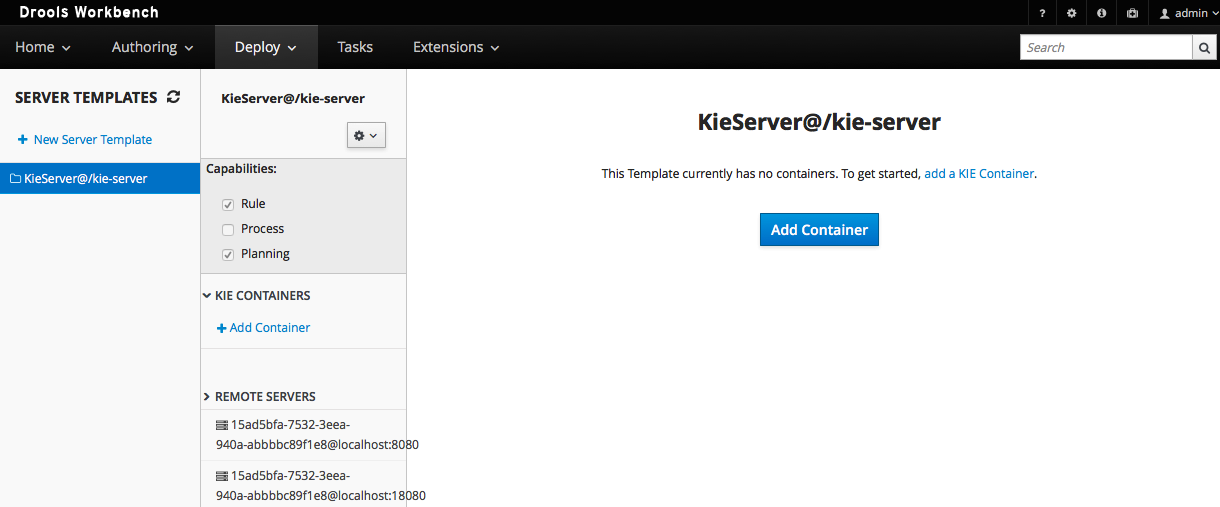 Drools Workbench
? admin
Home Authoring Deploy Tasks Extensions Search
SERVER TEMPLATES
+ New Server Template
KieServer@/kie-server
KieServer@/kie-server
Capabilities:
Rule
Process
Planning
KIE CONTAINERS
+ Add Container
REMOTE SERVERS
15ad5bfa-7532-3eea-
940a-abbbbc89f1e8@localhost:8080
15ad5bfa-7532-3eea-
940a-abbbbc89f1e8@localhost:18080
KieServer@/kie-server
This Template currently has no containers. To get started, add a KIE Container.
Add Container